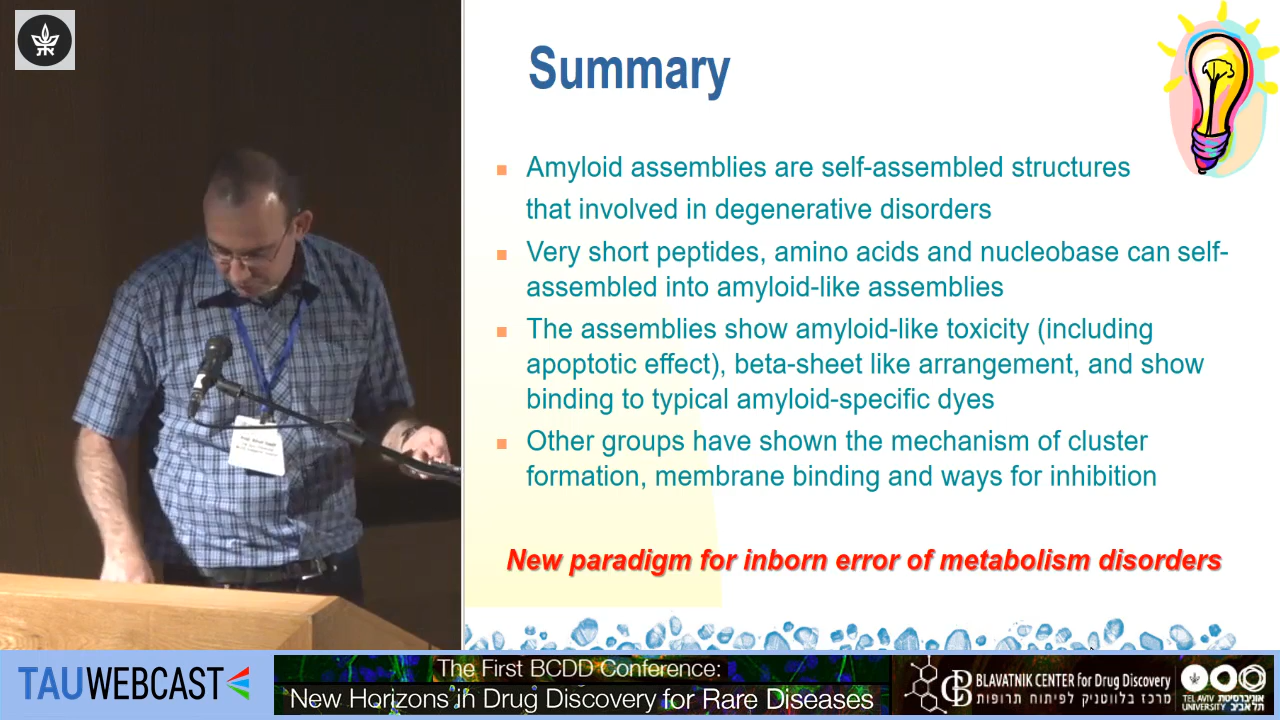 Summary
Amyloid assemblies are self-assembled structures
that involved in degenerative disorders
Very short peptides, amino acids and nucleobase can self-
assembled into amyloid-like assemblies
The assemblies show amyloid-like toxicity (including
apoptotic effect), beta-sheet like arrangement, and show
binding to typical amyloid-specific dyes
Other groups have shown the mechanism of cluster
formation, membrane binding and ways for inhibition
New paradigm for inborn error of metabolism disorders
TAUWEBCAST
The First BCDD Conference:
New Horizons in Drug Discovery for Rare Diseases
BLAVATNIK CENTER for Drug Discovery
מרכז בלווטניק לפיתוח תרופות
TEL AVIV UNIVERSITY
אוניברסיטת תל אביב